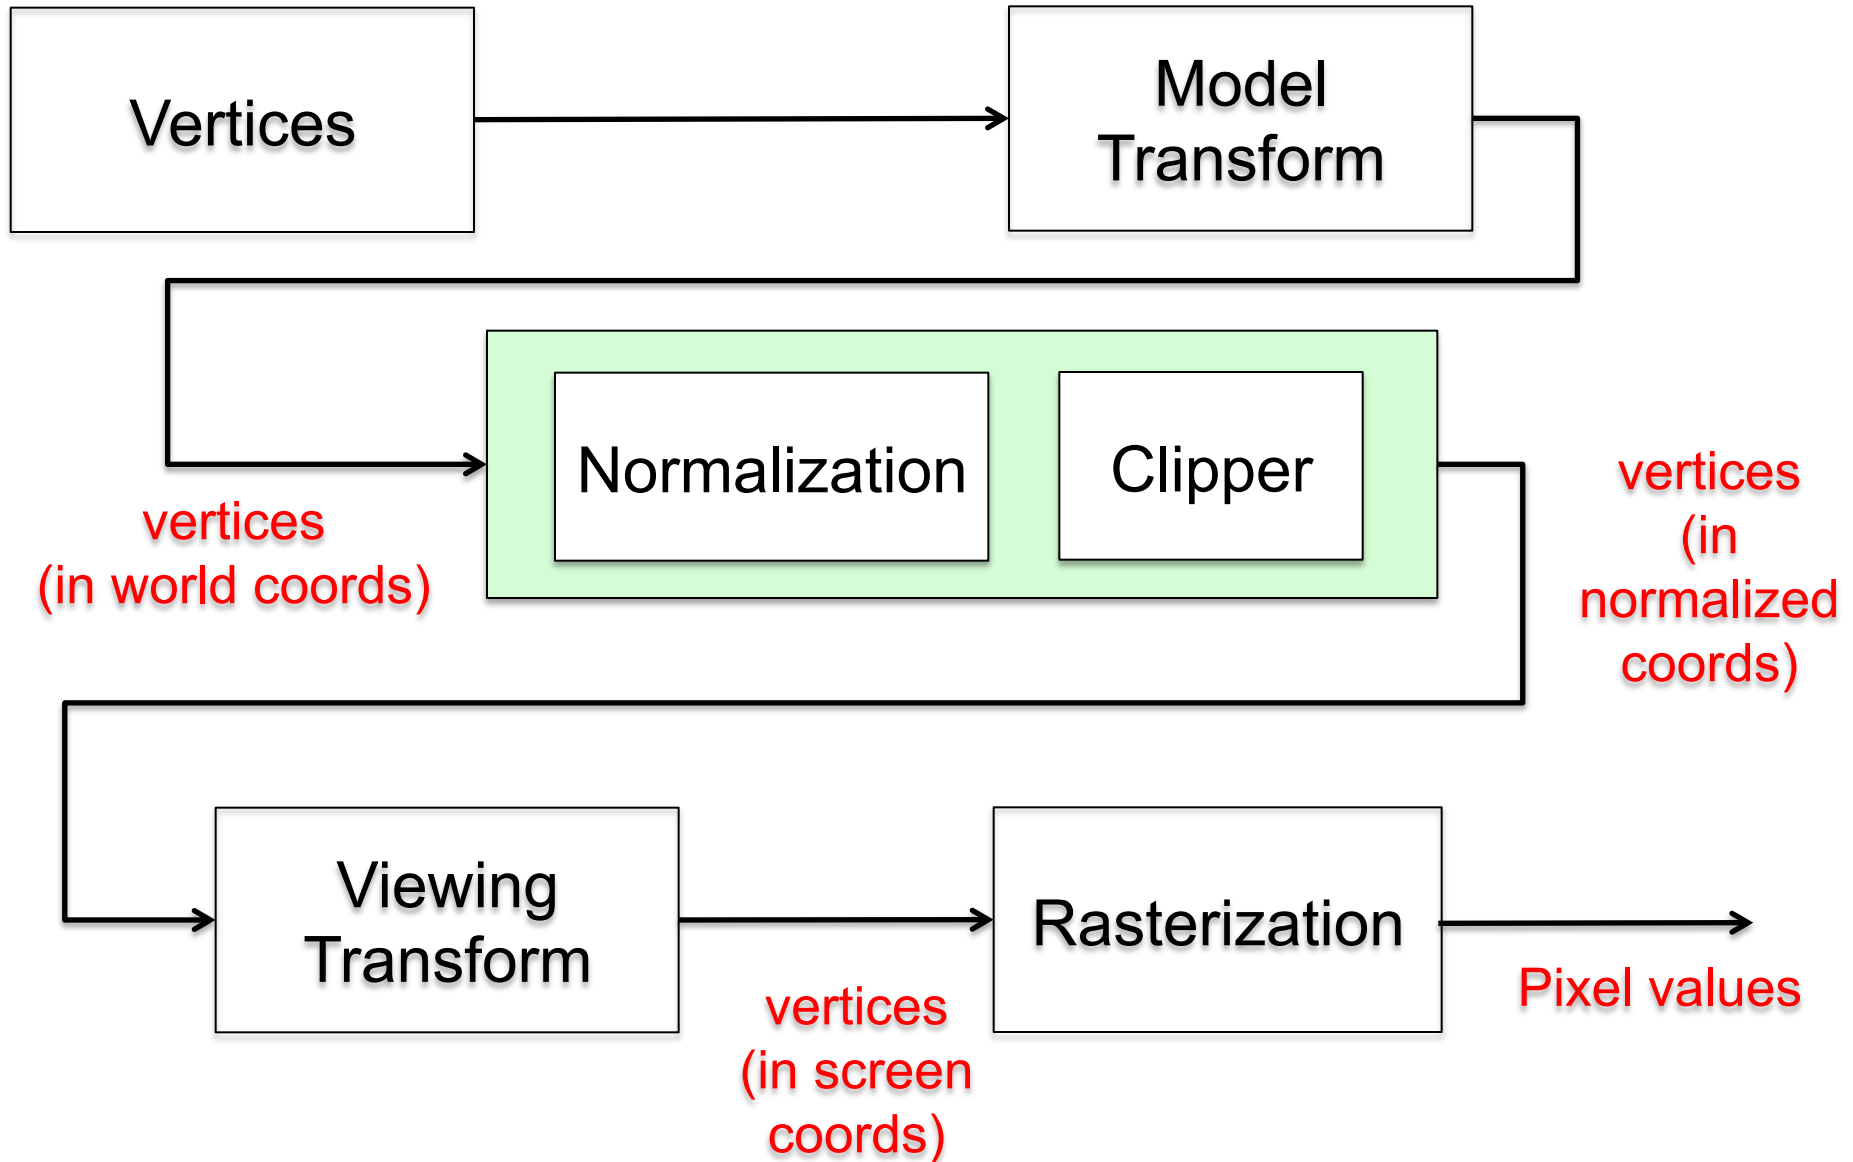 Vertices
Model
Transform
vertices
(in world coords)
Normalization
Clipper
vertices
(in
normalized
coords)
Viewing
Transform
vertices
(in screen
coords)
Rasterization
Pixel values